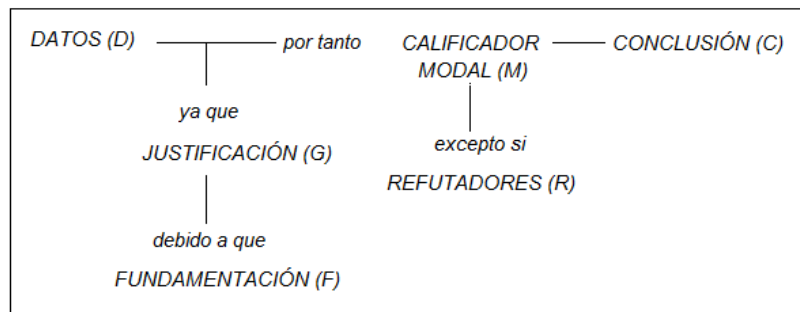 DATOS (D)
por tanto
CALIFICADOR
MODAL (M)
CONCLUSIÓN (C)
ya que
JUSTIFICACIÓN (G)
excepto si
REFUTADORES (R)
debido a que
FUNDAMENTACIÓN (F)